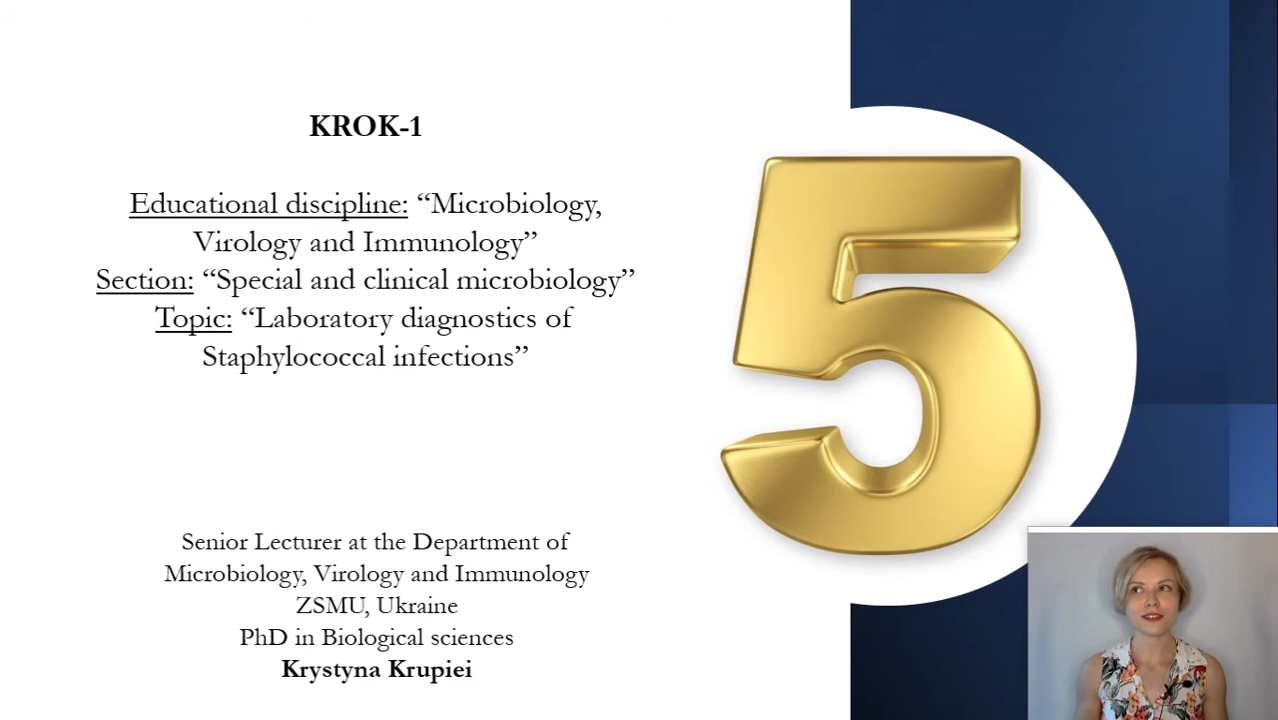 KROK-1
Educational discipline: “Microbiology,
Virology and Immunology”
Section: “Special and clinical microbiology”
Topic: “Laboratory diagnostics of
Staphylococcal infections”
5
Senior Lecturer at the Department of
Microbiology, Virology and Immunology
ZSMU, Ukraine
PhD in Biological sciences
Krystyna Krupiei